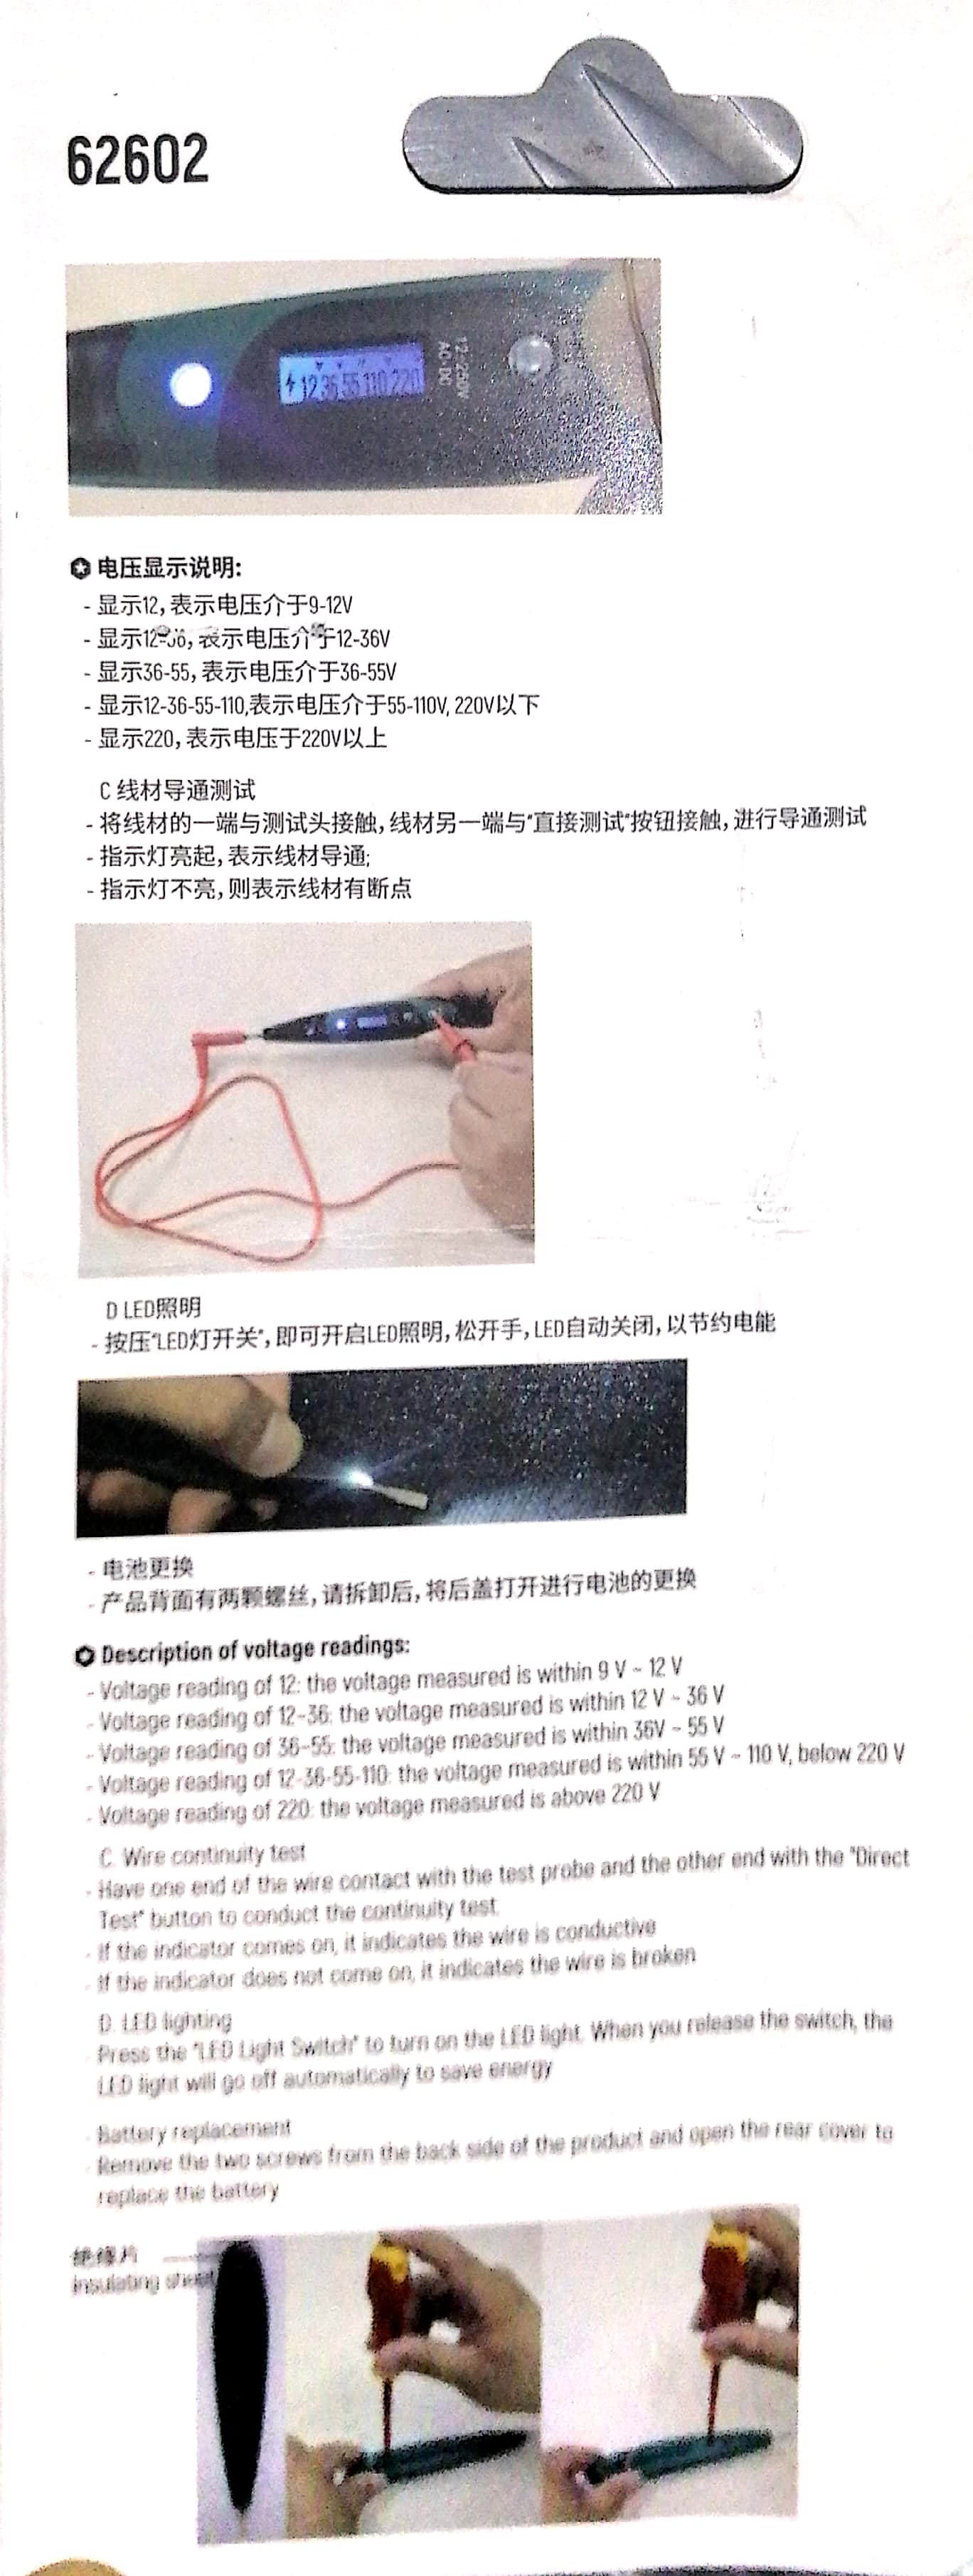 62602
12-250V
AC·DC
12 36 55 110 220
电压显示说明:
- 显示12, 表示电压介于9-12V
- 显示12-36, 表示电压介于12-36V
- 显示36-55, 表示电压介于36-55V
- 显示12-36-55-110,表示电压介于55-110V, 220V以下
- 显示220, 表示电压于220V以上
C 线材导通测试
- 将线材的一端与测试头接触, 线材另一端与"直接测试"按钮接触, 进行导通测试
- 指示灯亮起, 表示线材导通;
- 指示灯不亮, 则表示线材有断点
D LED照明
- 按压"LED灯开关", 即可开启LED照明, 松开手, LED自动关闭, 以节约电能
- 电池更换
- 产品背面有两颗螺丝, 请拆卸后, 将后盖打开进行电池的更换
Description of voltage readings:
- Voltage reading of 12: the voltage measured is within 9 V ~ 12 V
- Voltage reading of 12-36: the voltage measured is within 12 V ~ 36 V
- Voltage reading of 36-55: the voltage measured is within 36V ~ 55 V
- Voltage reading of 12-36-55-110: the voltage measured is within 55 V ~ 110 V, below 220 V
- Voltage reading of 220: the voltage measured is above 220 V
C. Wire continuity test
- Have one end of the wire contact with the test probe and the other end with the "Direct
Test" button to conduct the continuity test.
- If the indicator comes on, it indicates the wire is conductive
- If the indicator does not come on, it indicates the wire is broken
D. LED lighting
- Press the "LED Light Switch" to turn on the LED light. When you release the switch, the
LED light will go off automatically to save energy
- Battery replacement
- Remove the two screws from the back side of the product and open the rear cover to
replace the battery
绝缘片
Insulating sheet